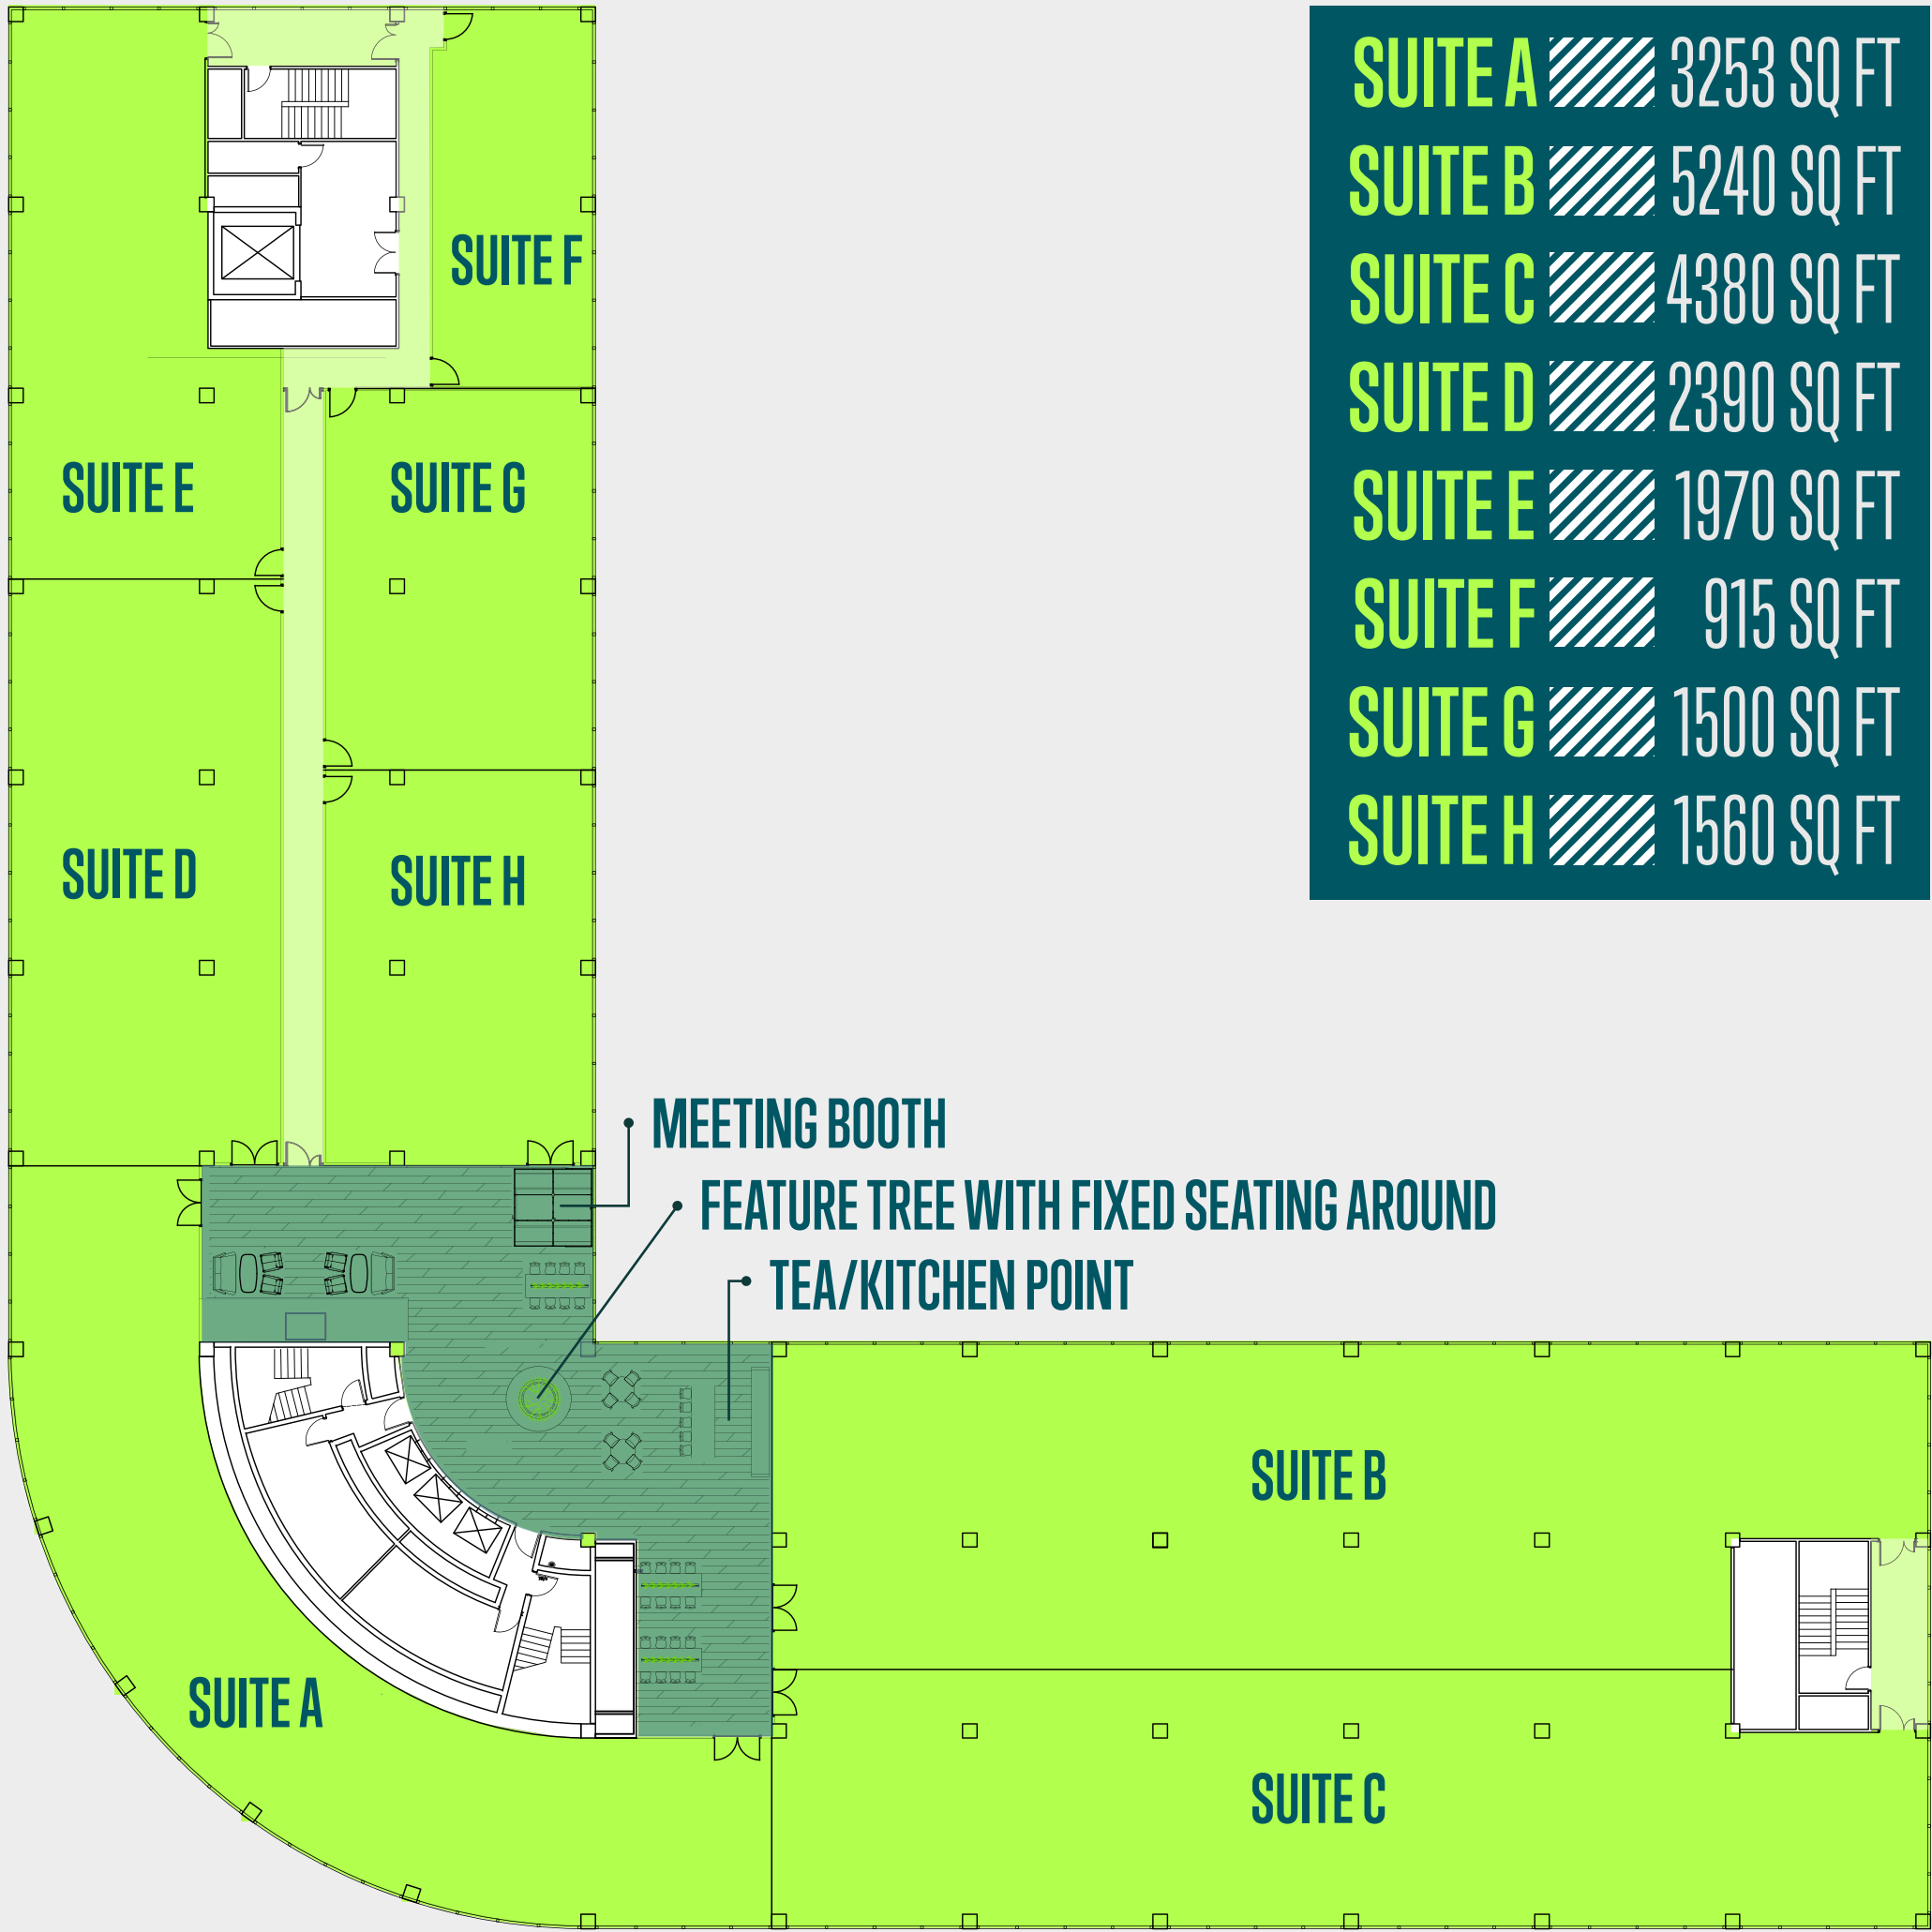 SUITE A 3253 SQ FT
SUITE B 5240 SQ FT
SUITE C 4380 SQ FT
SUITE D 2390 SQ FT
SUITE E 1970 SQ FT
SUITE F 915 SQ FT
SUITE G 1500 SQ FT
SUITE H 1560 SQ FT
SUITE F
SUITE E
SUITE G
SUITE D
SUITE H
MEETING BOOTH
FEATURE TREE WITH FIXED SEATING AROUND
TEA/KITCHEN POINT
SUITE B
SUITE A
SUITE C